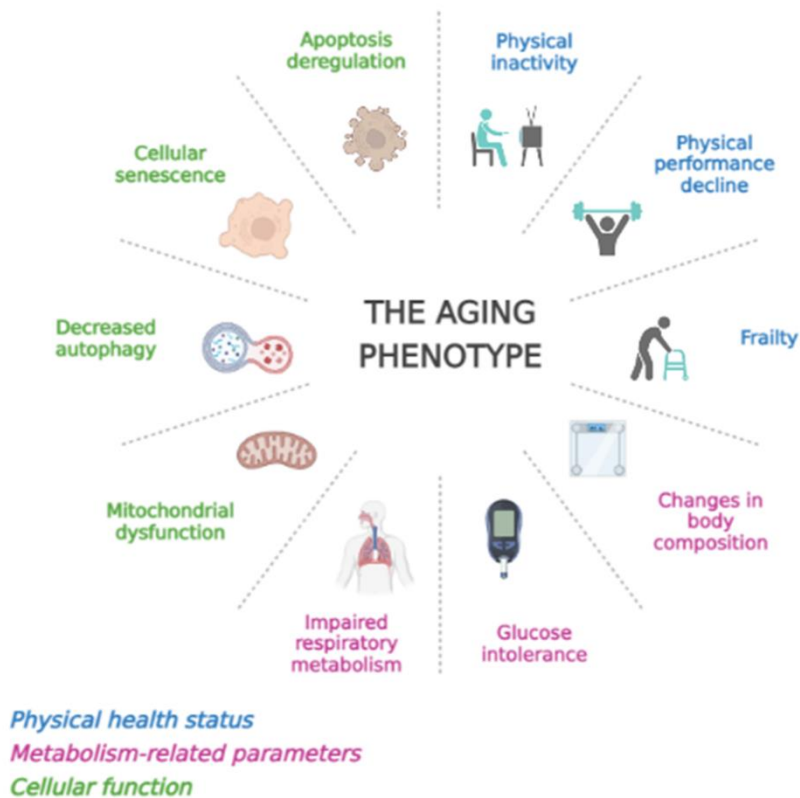 Apoptosis
deregulation
Physical
inactivity
Cellular
senescence
Physical
performance
decline
THE AGING
PHENOTYPE
Decreased
autophagy
Frailty
Mitochondrial
dysfunction
Changes in
body
composition
Impaired
respiratory
metabolism
Glucose
intolerance
Physical health status
Metabolism-related parameters
Cellular function